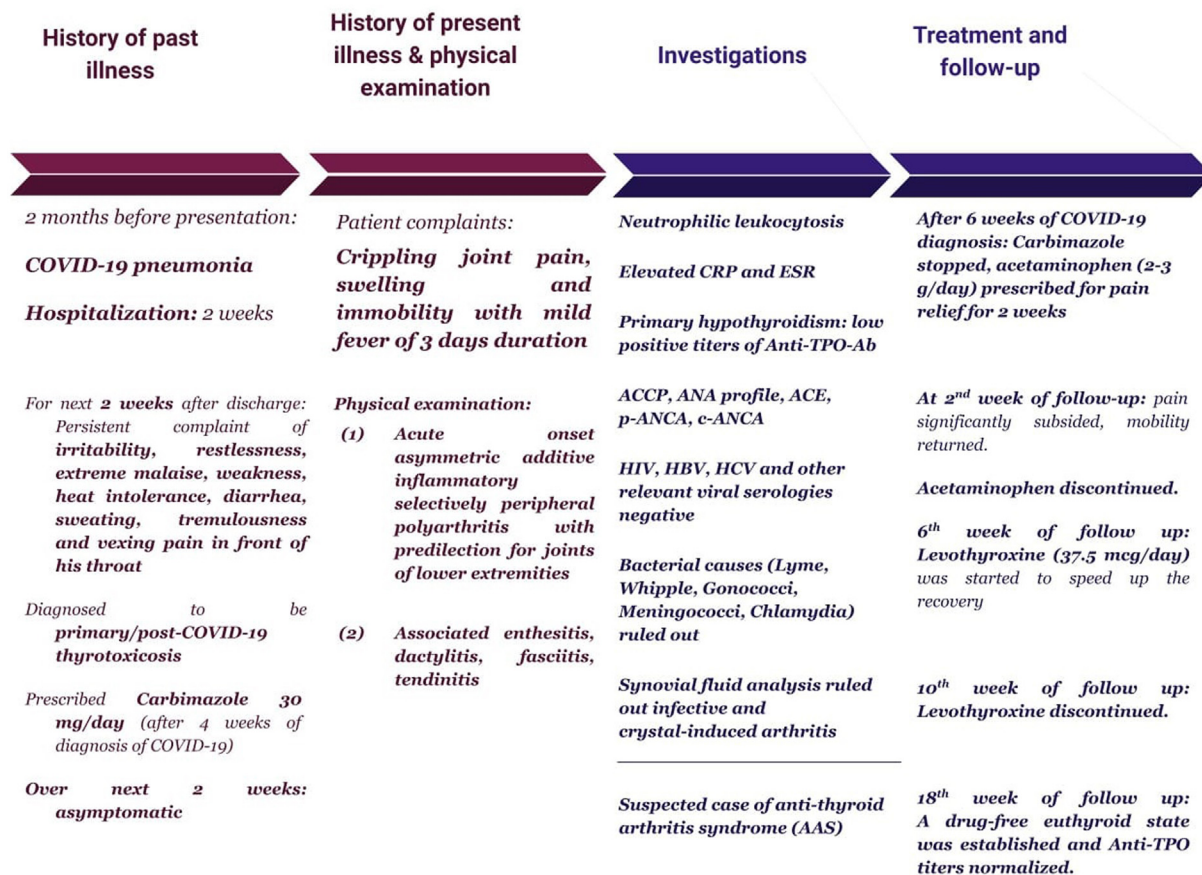 History of past
illness
2 months before presentation:
COVID-19 pneumonia
Hospitalization: 2 weeks
For next 2 weeks after discharge:
Persistent complaint of
irritability, restlessness,
extreme malaise, weakness,
heat intolerance, diarrhea,
sweating, tremulousness
and vexing pain in front of
his throat
Diagnosed to be
primary/post-COVID-19
thyrotoxicosis
Prescribed Carbimazole 30
mg/day (after 4 weeks of
diagnosis of COVID-19)
Over next 2 weeks:
asymptomatic
History of present
illness & physical
examination
Patient complaints:
Crippling joint pain,
swelling and
immobility with mild
fever of 3 days duration
Physical examination:
(1) Acute onset
asymmetric additive
inflammatory
selectively peripheral
polyarthritis with
predilection for joints
of lower extremities
(2) Associated enthesitis,
dactylitis, fasciitis,
tendinitis
Investigations
Neutrophilic leukocytosis
Elevated CRP and ESR
Primary hypothyroidism: low
positive titers of Anti-TPO-Ab
ACCP, ANA profile, ACE,
p-ANCA, c-ANCA
HIV, HBV, HCV and other
relevant viral serologies
negative
Bacterial causes (Lyme,
Whipple, Gonococci,
Meningococci, Chlamydia)
ruled out
Synovial fluid analysis ruled
out infective and
crystal-induced arthritis
Suspected case of anti-thyroid
arthritis syndrome (AAS)
Treatment and
follow-up
After 6 weeks of COVID-19
diagnosis: Carbimazole
stopped, acetaminophen (2-3
g/day) prescribed for pain
relief for 2 weeks
At 2nd week of follow-up: pain
significantly subsided, mobility
returned.
Acetaminophen discontinued.
6th week of follow up:
Levothyroxine (37.5 mcg/day)
was started to speed up the
recovery
10th week of follow up:
Levothyroxine discontinued.
18th week of follow up:
A drug-free euthyroid state
was established and Anti-TPO
titers normalized.